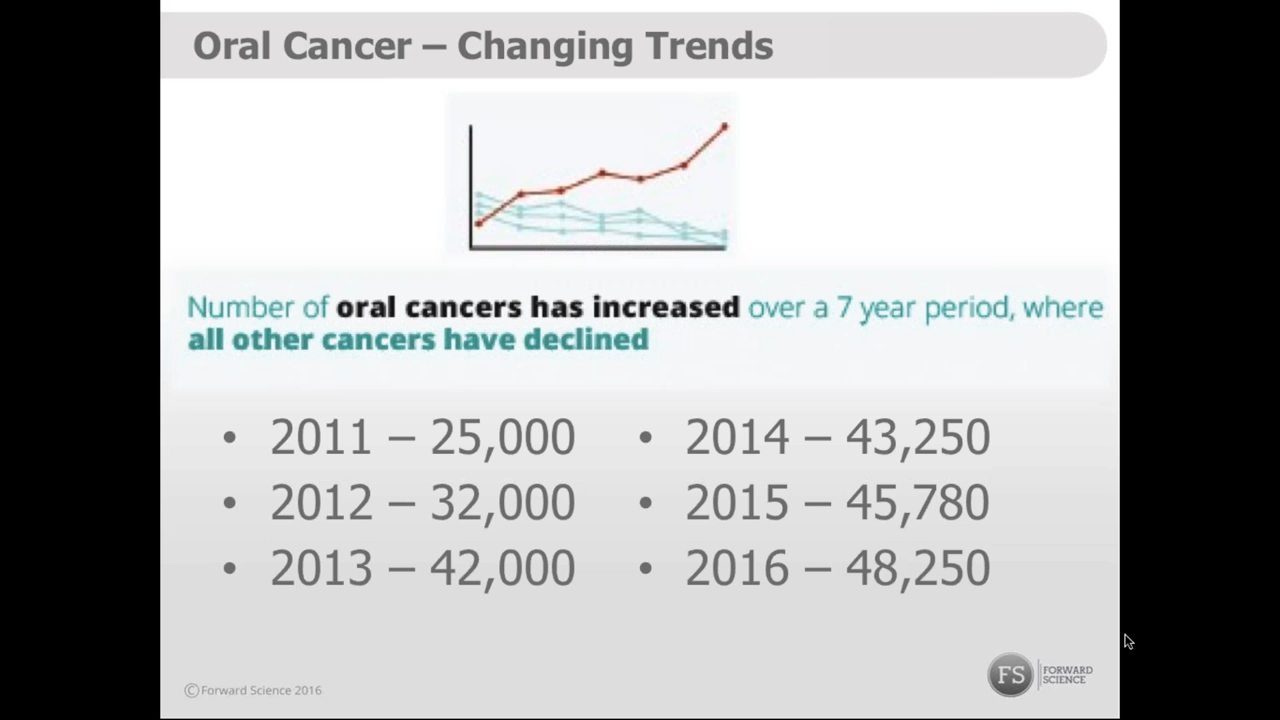 Oral Cancer – Changing Trends
Number of oral cancers has increased over a 7 year period, where
all other cancers have declined
• 2011 – 25,000
• 2012 – 32,000
• 2013 – 42,000
• 2014 – 43,250
• 2015 – 45,780
• 2016 – 48,250
©Forward Science 2016
FS
FORWARD
SCIENCE